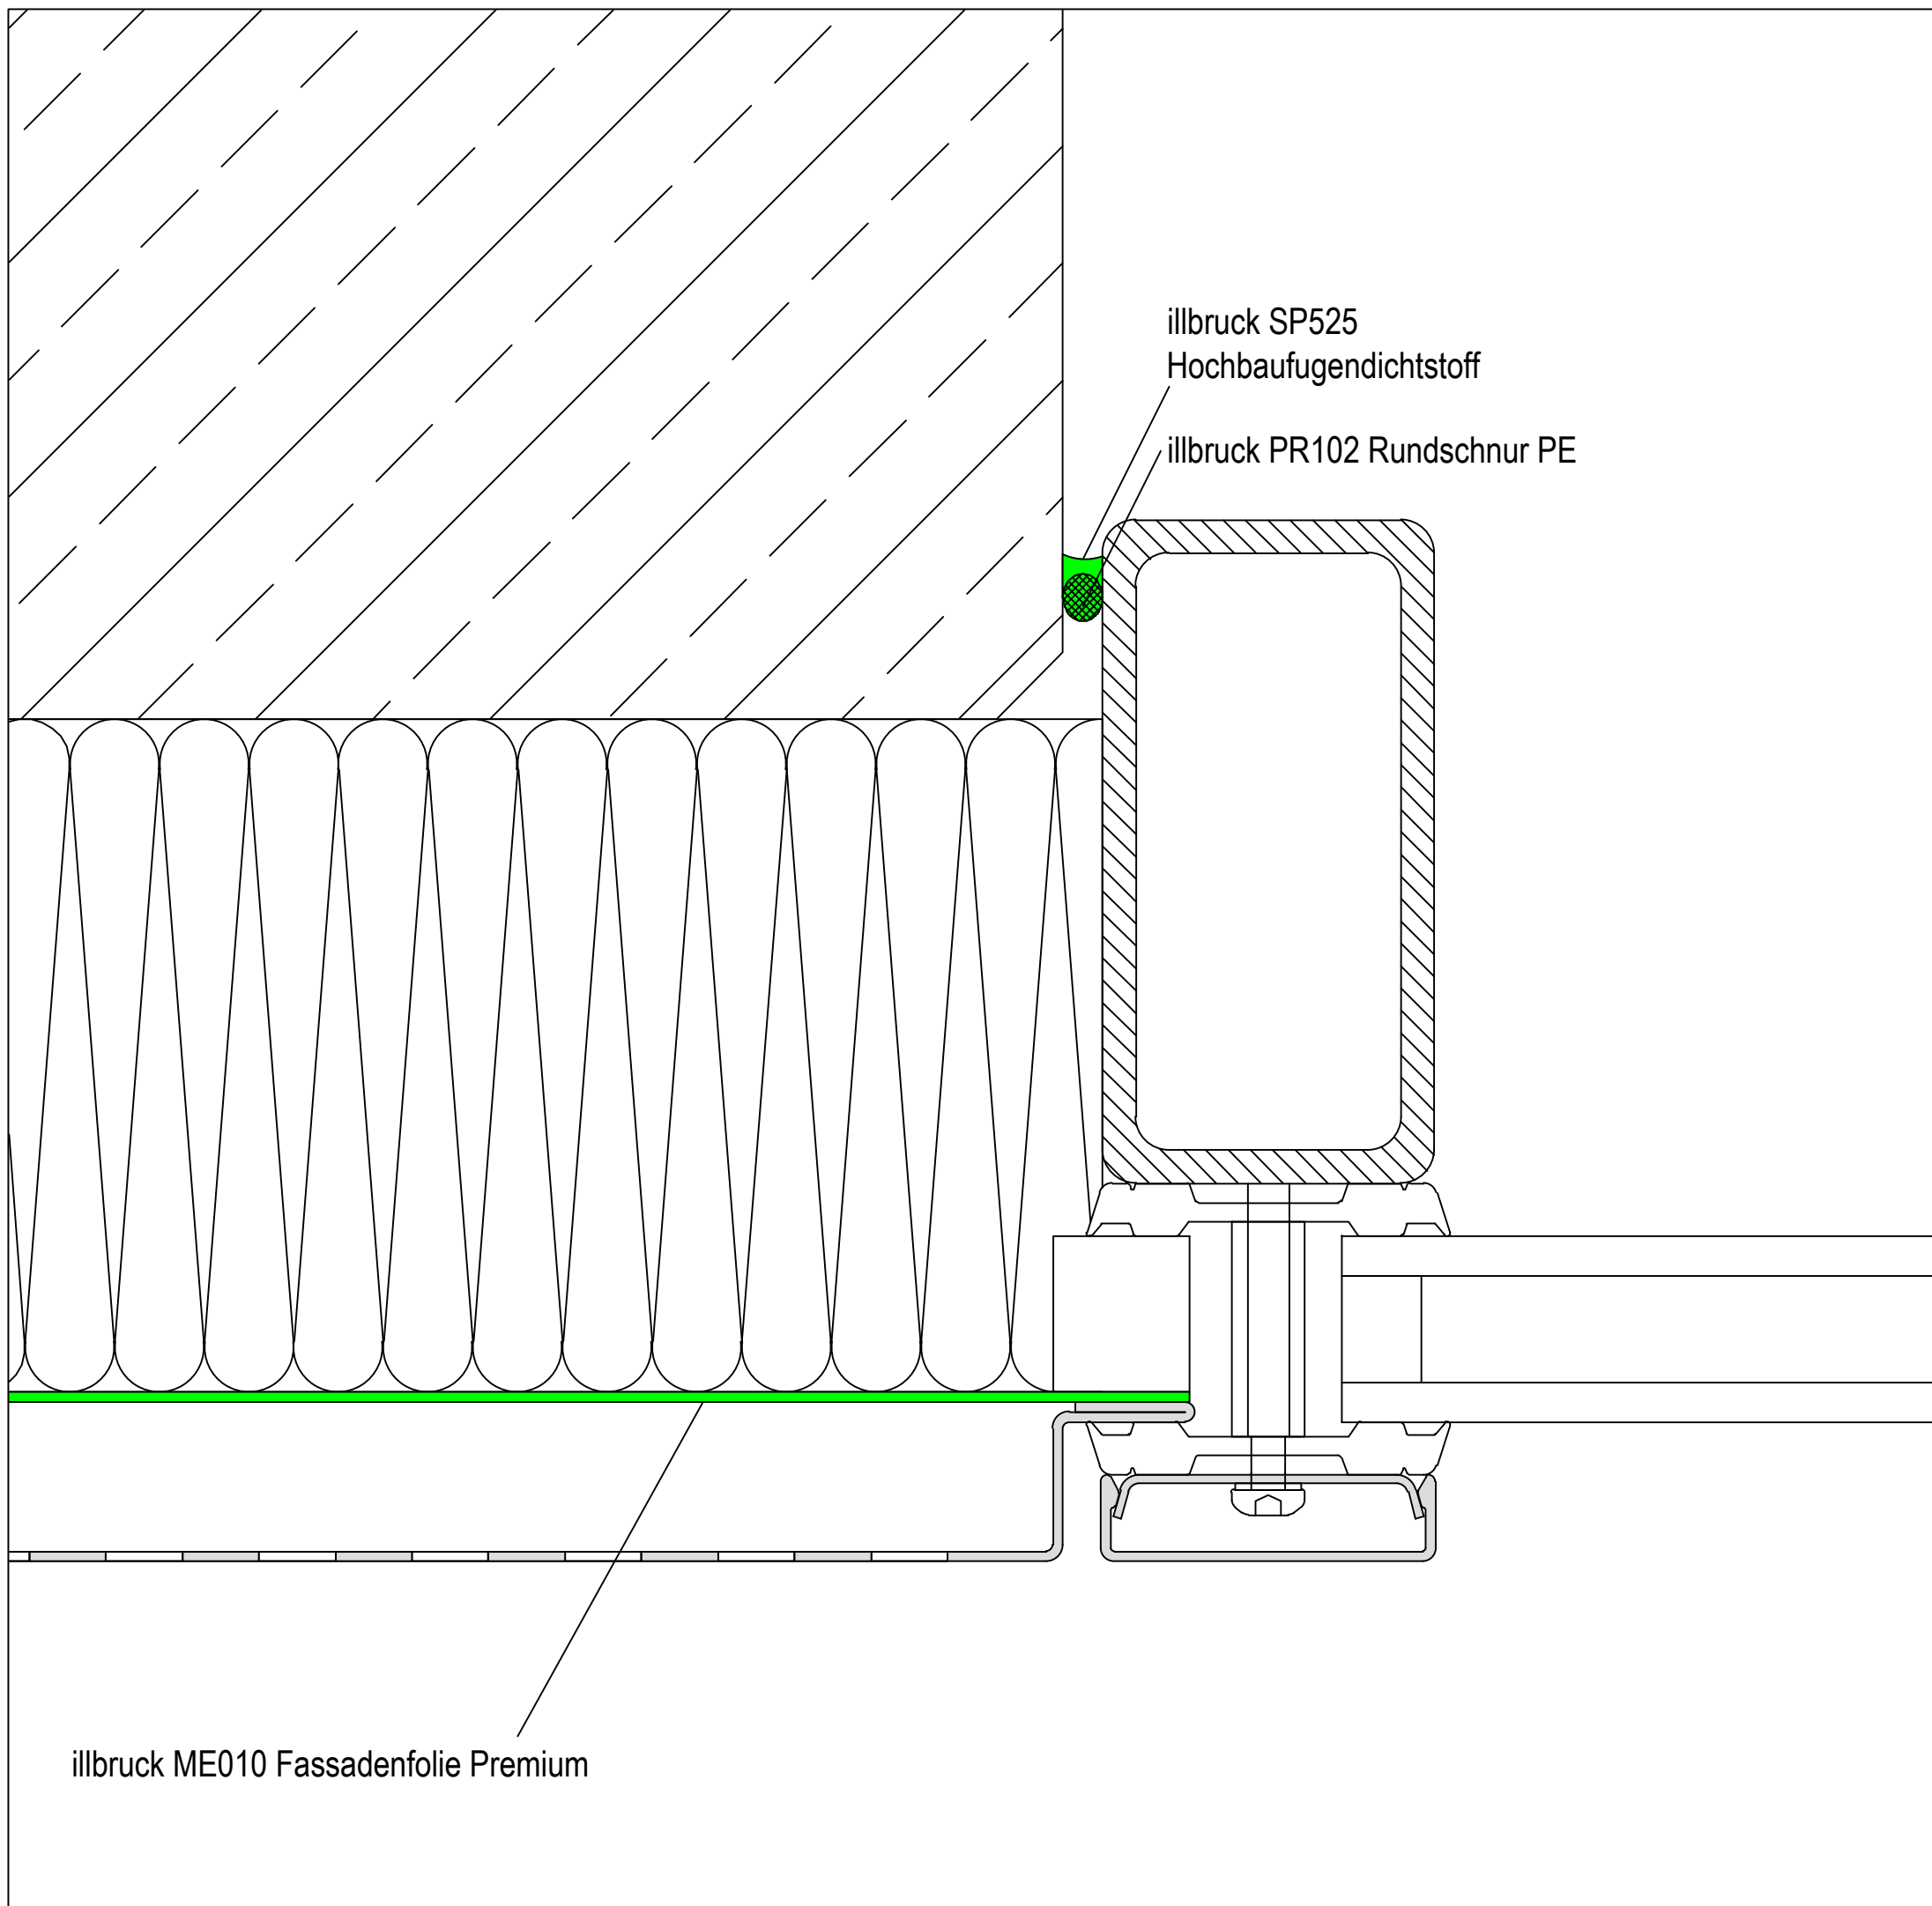 illbruck SP525
Hochbaufugendichtstoff
illbruck PR102 Rundschnur PE
illbruck ME010 Fassadenfolie Premium